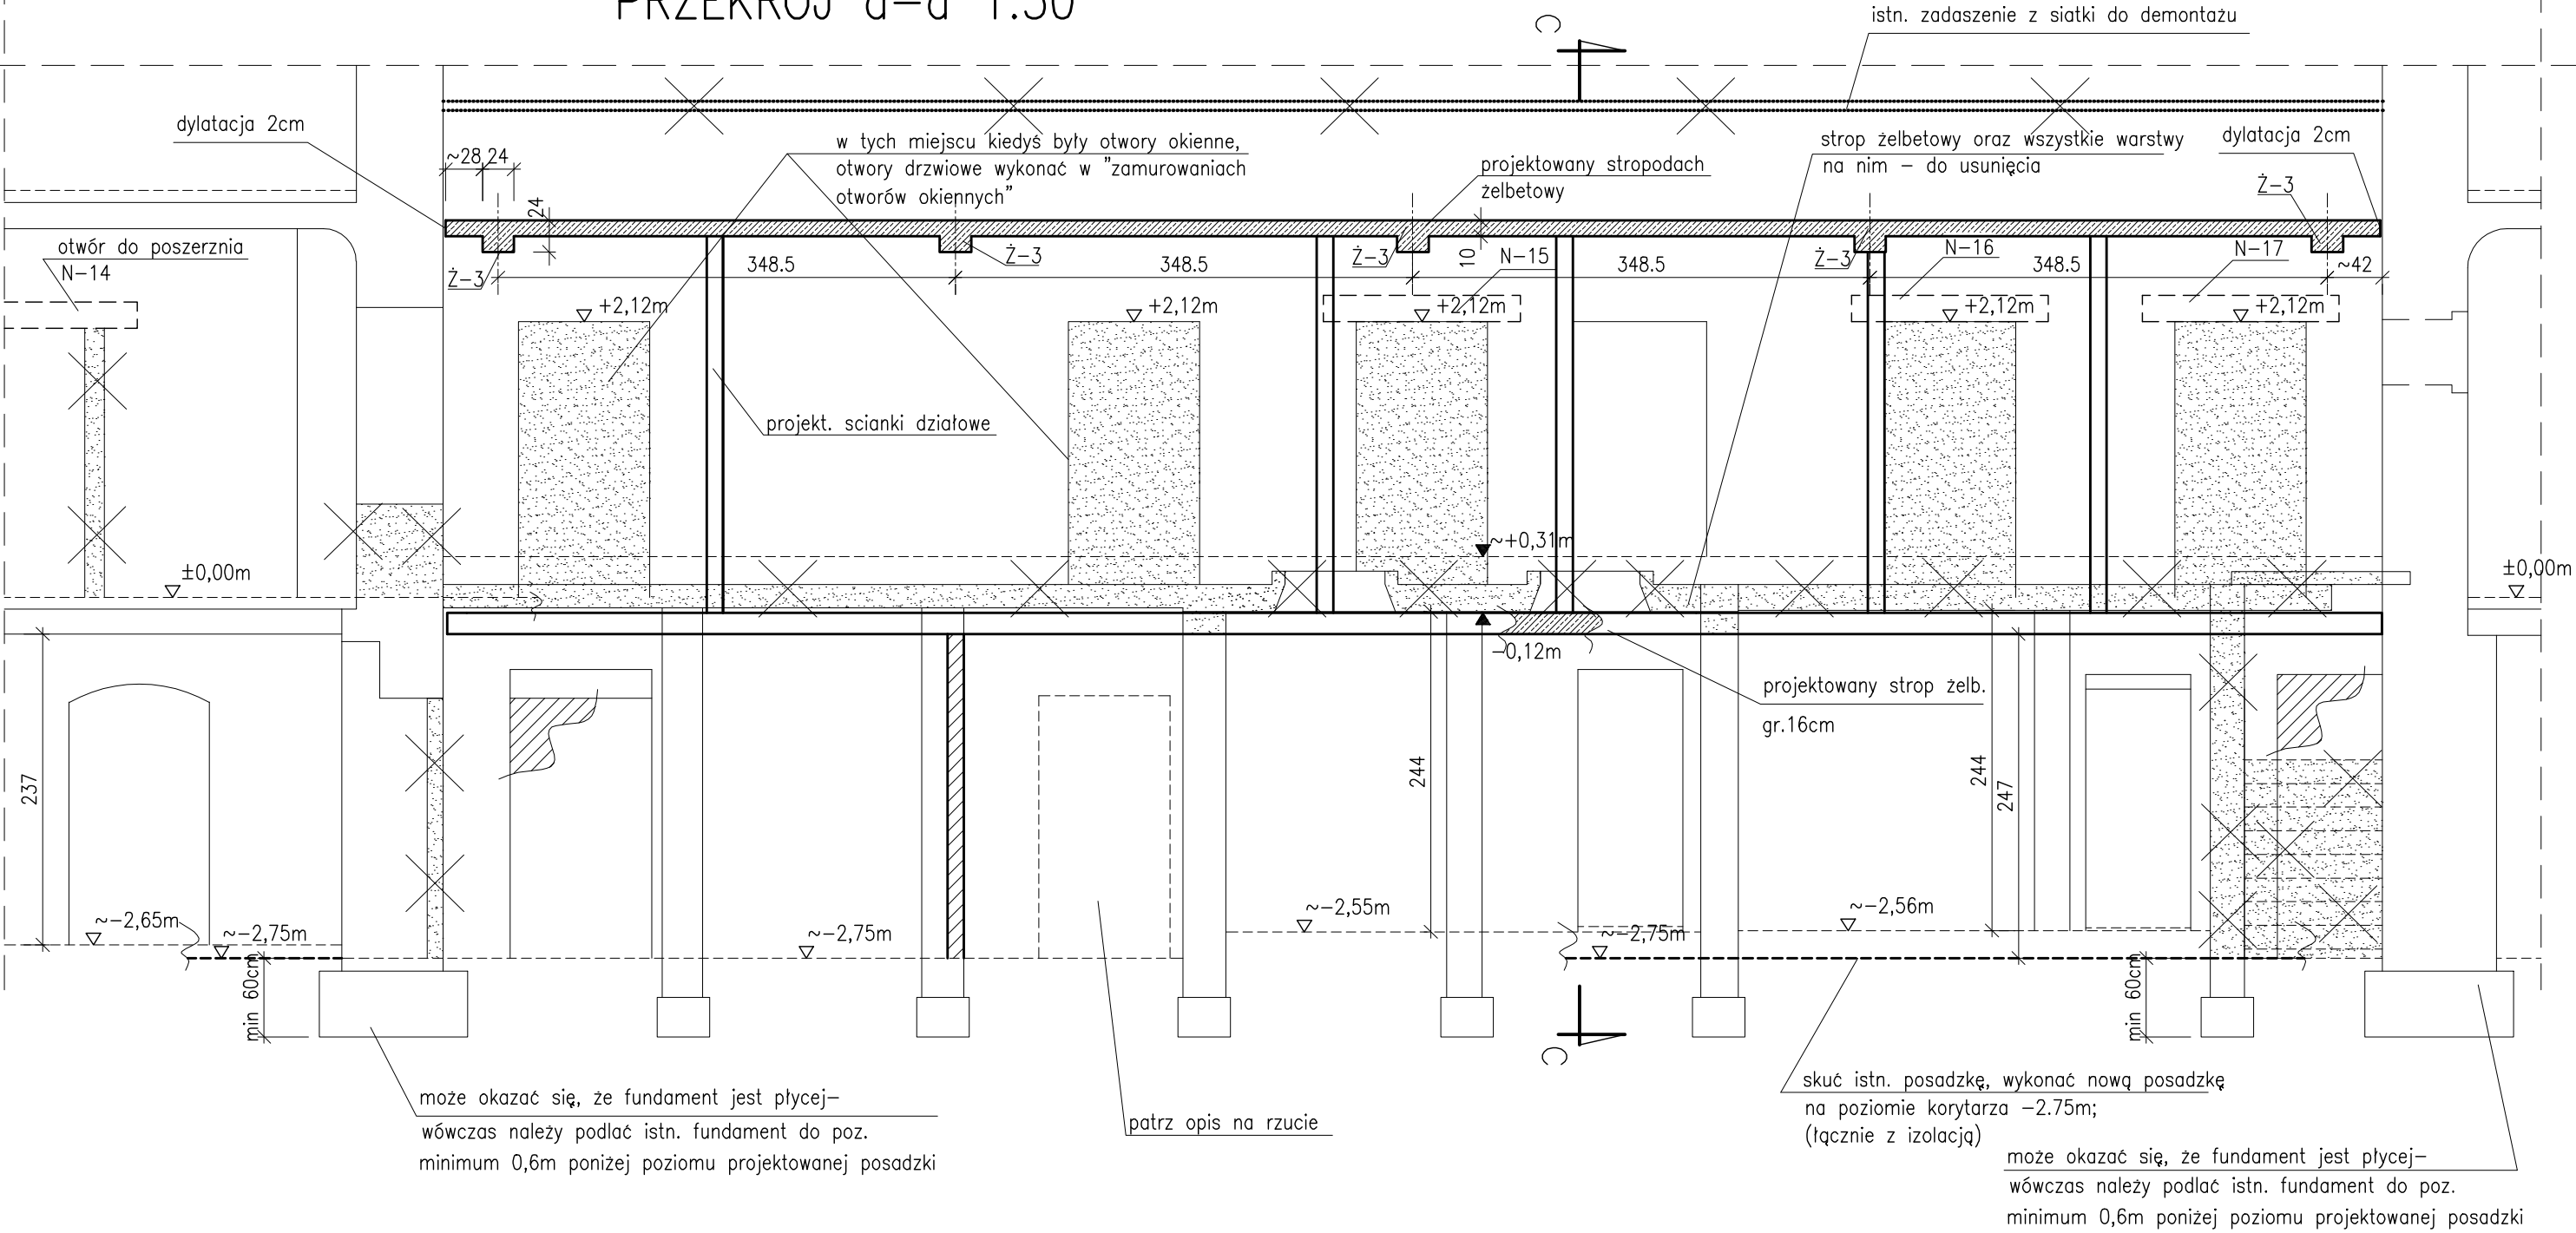 PRZEKRÓJ a-a 1:50
C
istn. zadaszenie z siatki do demontażu
dylatacja 2cm
w tych miejscu kiedyś były otwory okienne,
otwory drzwiowe wykonać w "zamurowaniach
otworów okiennych"
projektowany stropodach
żelbetowy
strop żelbetowy oraz wszystkie warstwy
na nim – do usunięcia
dylatacja 2cm
~28 24
24
Ż-3
otwór do poszerznia
N-14
Ż-3
348.5
Ż-3
348.5
Ż-3
10
N-15
348.5
Ż-3
N-16
348.5
N-17
~42
+2,12m
+2,12m
+2,12m
+2,12m
+2,12m
projekt. scianki działowe
±0,00m
~+0,31m
±0,00m
-0,12m
projektowany strop żelb.
gr.16cm
237
244
244
247
~-2,65m
~-2,75m
~-2,75m
~-2,55m
~-2,75m
~-2,56m
min 60cm
min 60cm
C
może okazać się, że fundament jest płycej-
wówczas należy podlać istn. fundament do poz.
minimum 0,6m poniżej poziomu projektowanej posadzki
patrz opis na rzucie
skuć istn. posadzkę, wykonać nową posadzkę
na poziomie korytarza -2.75m;
(łącznie z izolacją)
może okazać się, że fundament jest płycej-
wówczas należy podlać istn. fundament do poz.
minimum 0,6m poniżej poziomu projektowanej posadzki